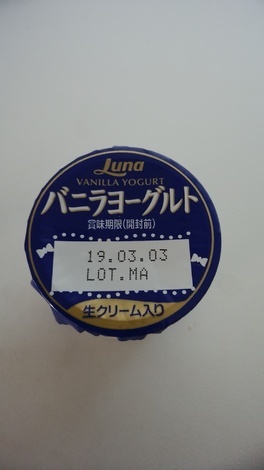 Luna
VANILLA YOGURT
バニラヨーグルト
賞味期限(開封前)
19.03.03
LOT.MA
生クリーム入り